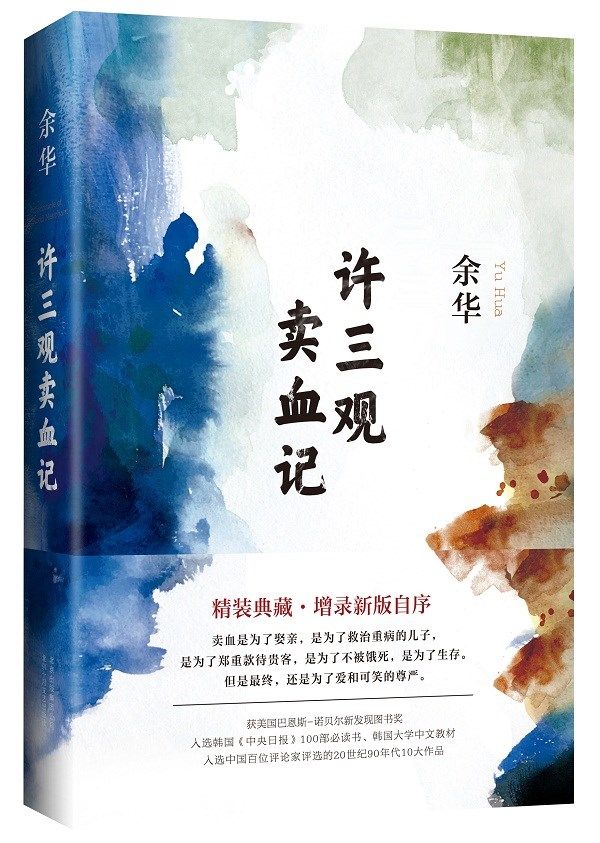 余华
许三观卖血记
许三观
卖血记
余华
Yu Hua
精装典藏·增录新版自序
卖血是为了娶亲，是为了救治重病的儿子，
是为了郑重款待贵客，是为了不被饿死，是为了生存。
但是最终，还是为了爱和可笑的尊严。
获美国巴恩斯-诺贝尔新发现图书奖
入选韩国《中央日报》100部必读书、韩国大学中文教材
入选中国百位评论家评选的20世纪90年代10大作品